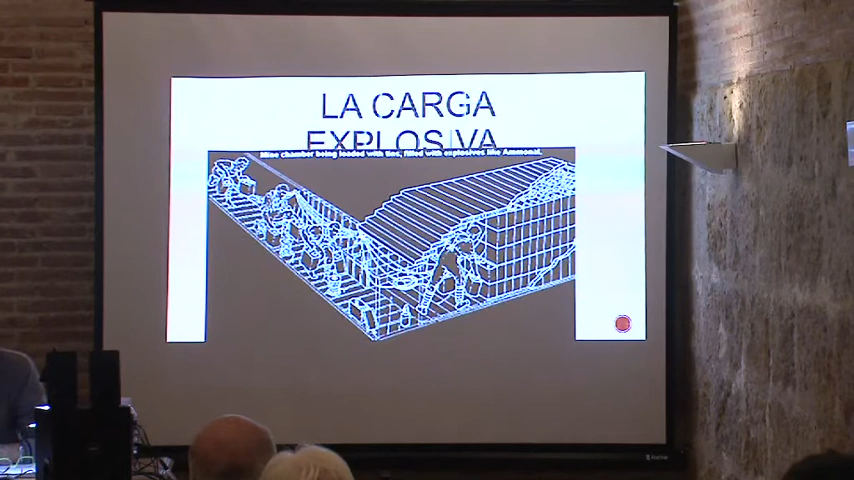 LA CARGA
EXPLOSIVA
Mine chamber being loaded with tins, filled with explosives like Ammonal.